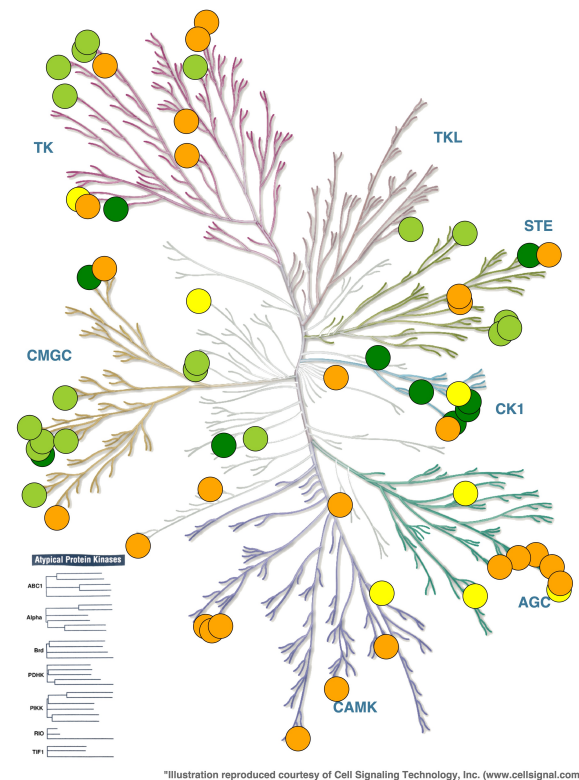 TK
TKL
STE
CMGC
CK1
Atypical Protein Kinases
ABC1
Alpha
AGC
Brd
PDHK
PIKK
CAMK
RIO
TIF1
"Illustration reproduced courtesy of Cell Signaling Technology, Inc. (www.cellsignal.com